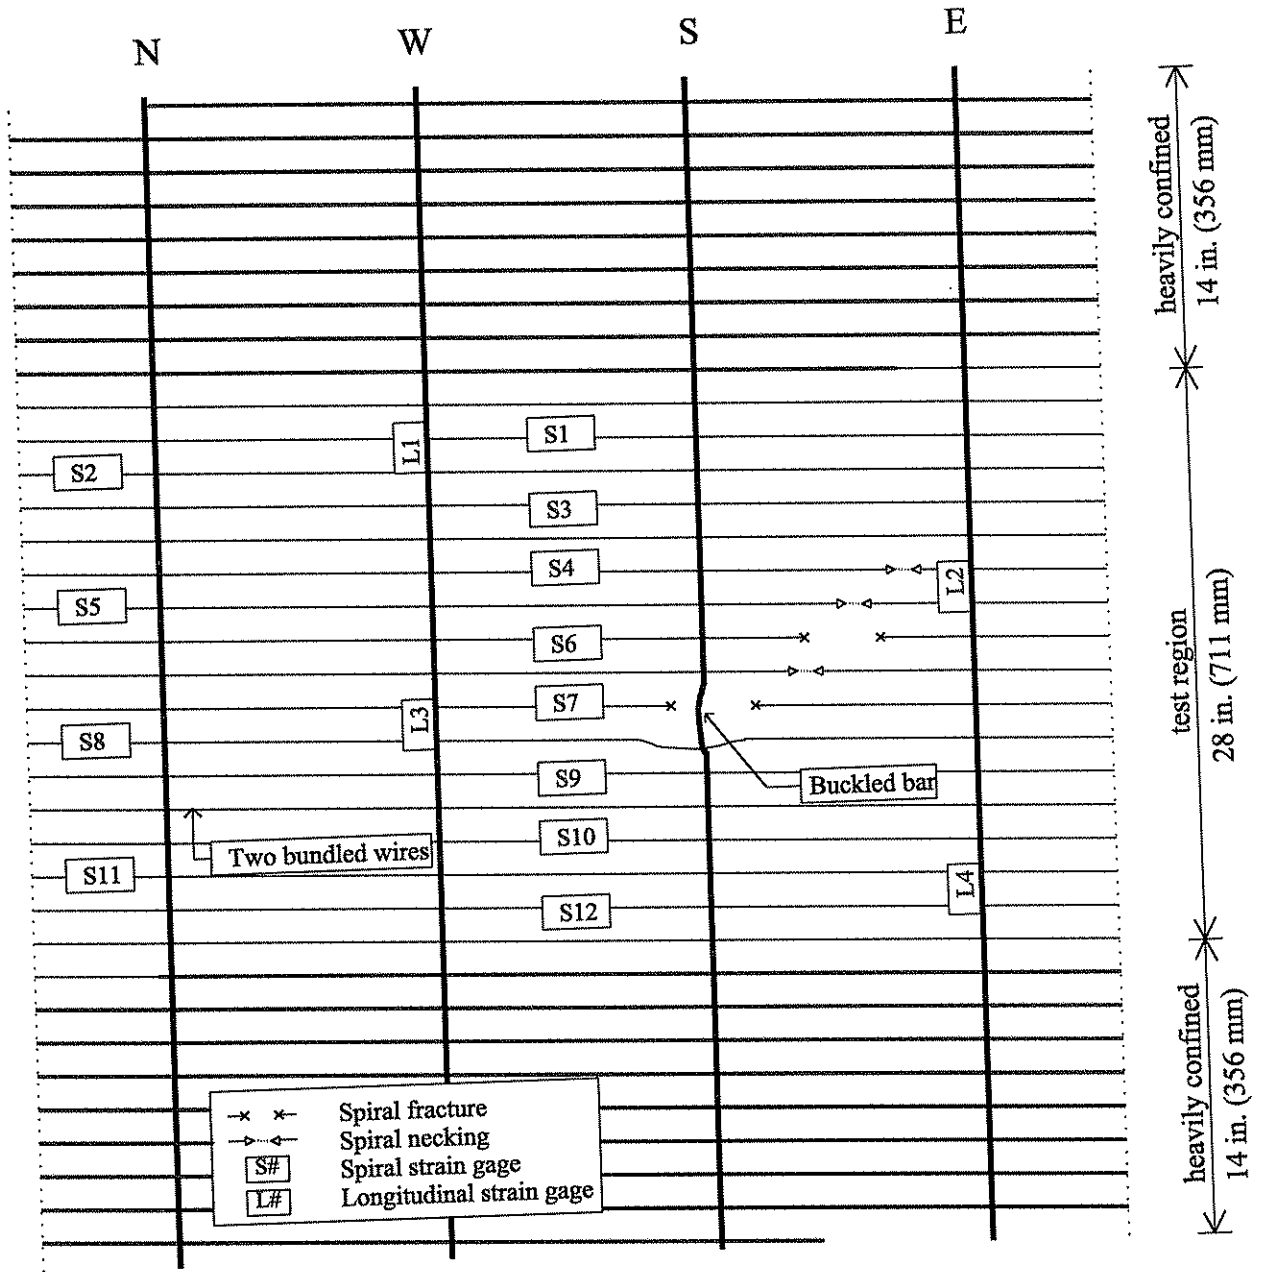 N
W
S
E
heavily confined
14 in. (356 mm)
S1
L1
S2
S3
S4
L2
S5
S6
test region
28 in. (711 mm)
S7
L3
S8
S9
Buckled bar
S10
Two bundled wires
S11
L4
S12
heavily confined
14 in. (356 mm)
Spiral fracture
Spiral necking
S# Spiral strain gage
L# Longitudinal strain gage